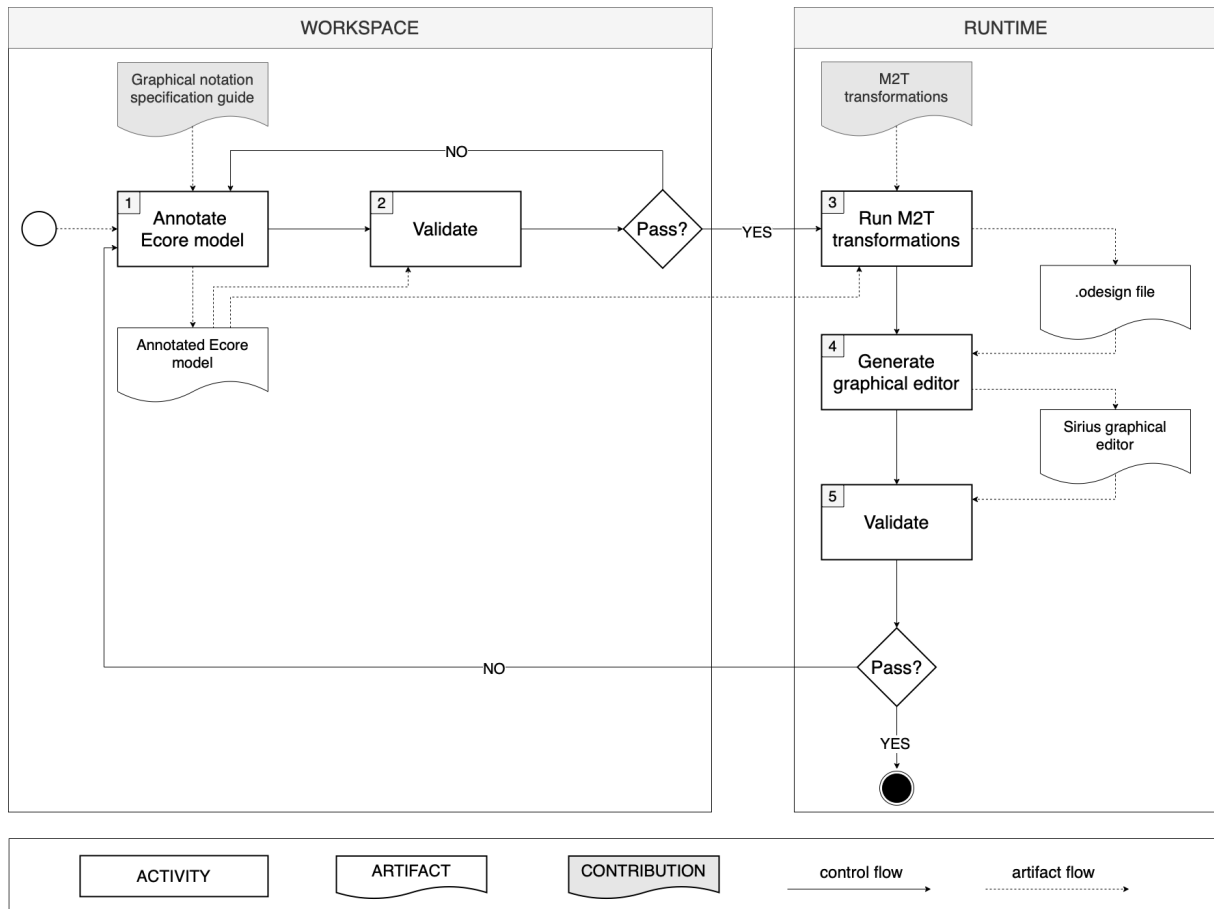 WORKSPACE
RUNTIME
Graphical notation
specification guide
M2T
transformations
NO
1
Annotate
Ecore model
2
Validate
Pass?
YES
3
Run M2T
transformations
.odesign file
Annotated Ecore
model
4
Generate
graphical editor
Sirius graphical
editor
5
Validate
Pass?
NO
YES
ACTIVITY
ARTIFACT
CONTRIBUTION
control flow
artifact flow